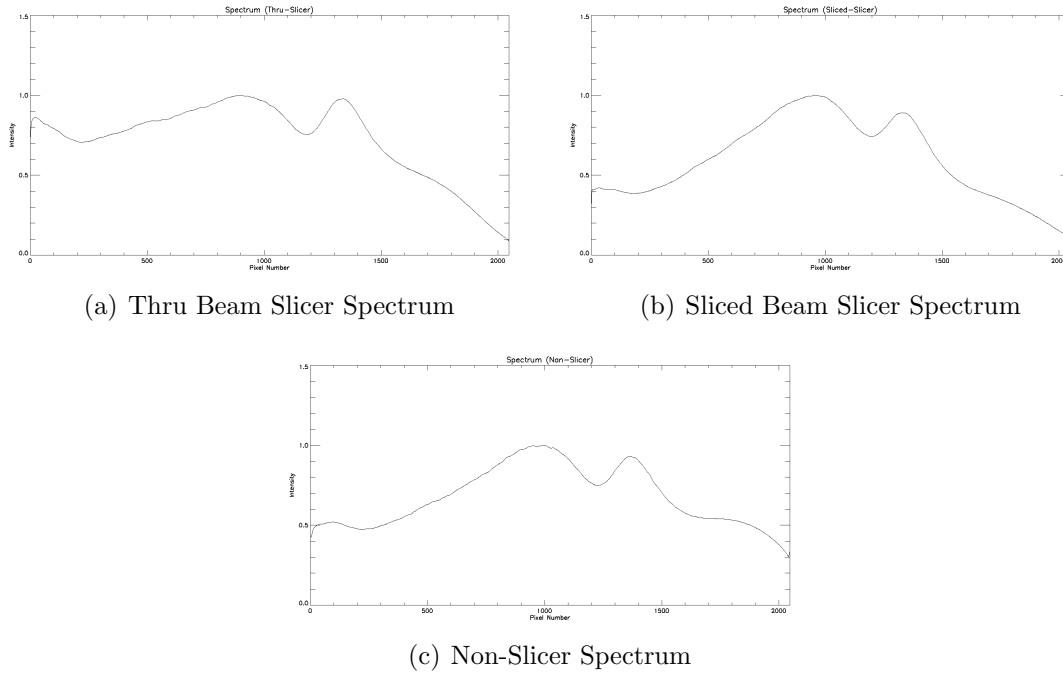 Spectrum (Thru-Slicer)
1.5
1.0
0.5
0.0
Intensity
0 500 1000 1500 2000
Pixel Number
(a) Thru Beam Slicer Spectrum
Spectrum (Sliced-Slicer)
1.5
1.0
0.5
0.0
Intensity
0 500 1000 1500 2000
Pixel Number
(b) Sliced Beam Slicer Spectrum
Spectrum (Non-Slicer)
1.5
1.0
0.5
0.0
Intensity
0 500 1000 1500 2000
Pixel Number
(c) Non-Slicer Spectrum